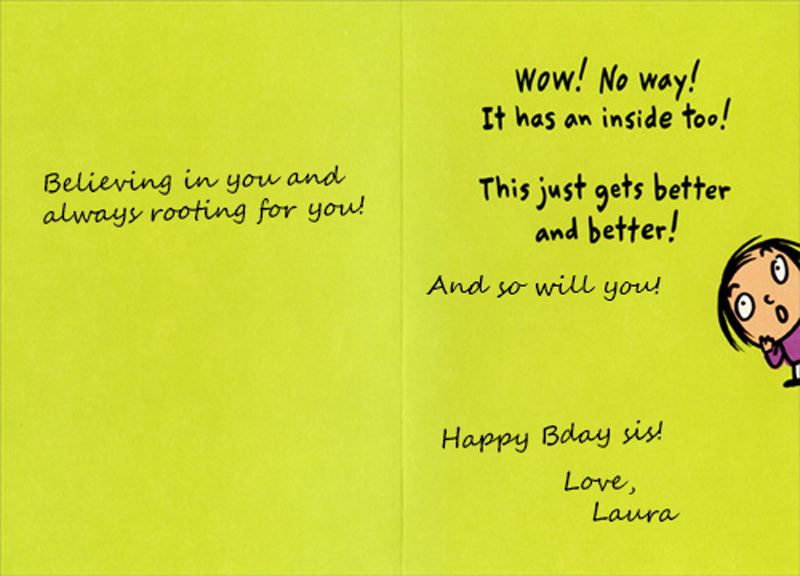 Believing in you and
always rooting for you!
Wow! No way!
It has an inside too!
This just gets better
and better!
And so will you!
Happy Bday sis!
Love,
Laura